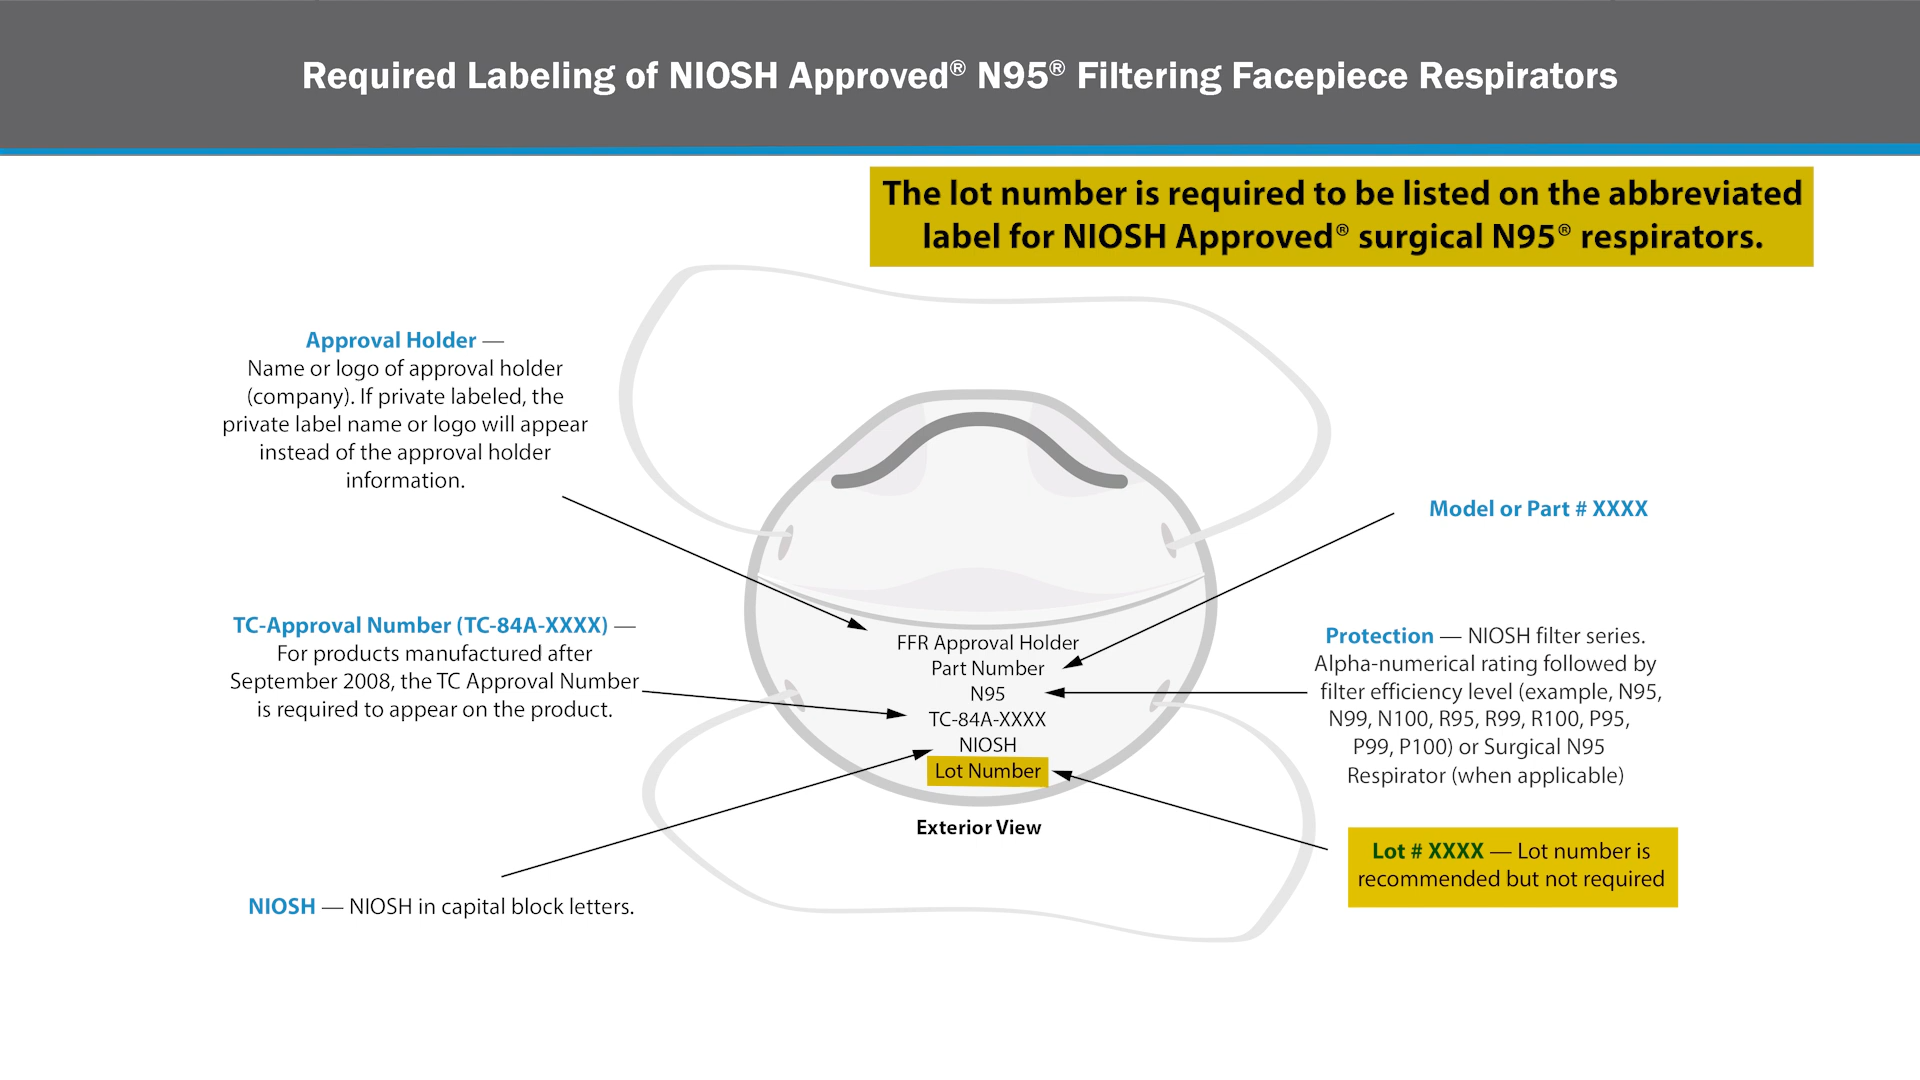 Required Labeling of NIOSH Approved® N95® Filtering Facepiece Respirators
The lot number is required to be listed on the abbreviated
label for NIOSH Approved® surgical N95® respirators.
Approval Holder —
Name or logo of approval holder
(company). If private labeled, the
private label name or logo will appear
instead of the approval holder
information.
TC-Approval Number (TC-84A-XXXX) —
For products manufactured after
September 2008, the TC Approval Number
is required to appear on the product.
NIOSH — NIOSH in capital block letters.
FFR Approval Holder
Part Number
N95
TC-84A-XXXX
NIOSH
Lot Number
Exterior View
Model or Part # XXXX
Protection — NIOSH filter series.
Alpha-numerical rating followed by
filter efficiency level (example, N95,
N99, N100, R95, R99, R100, P95,
P99, P100) or Surgical N95
Respirator (when applicable)
Lot # XXXX — Lot number is
recommended but not required